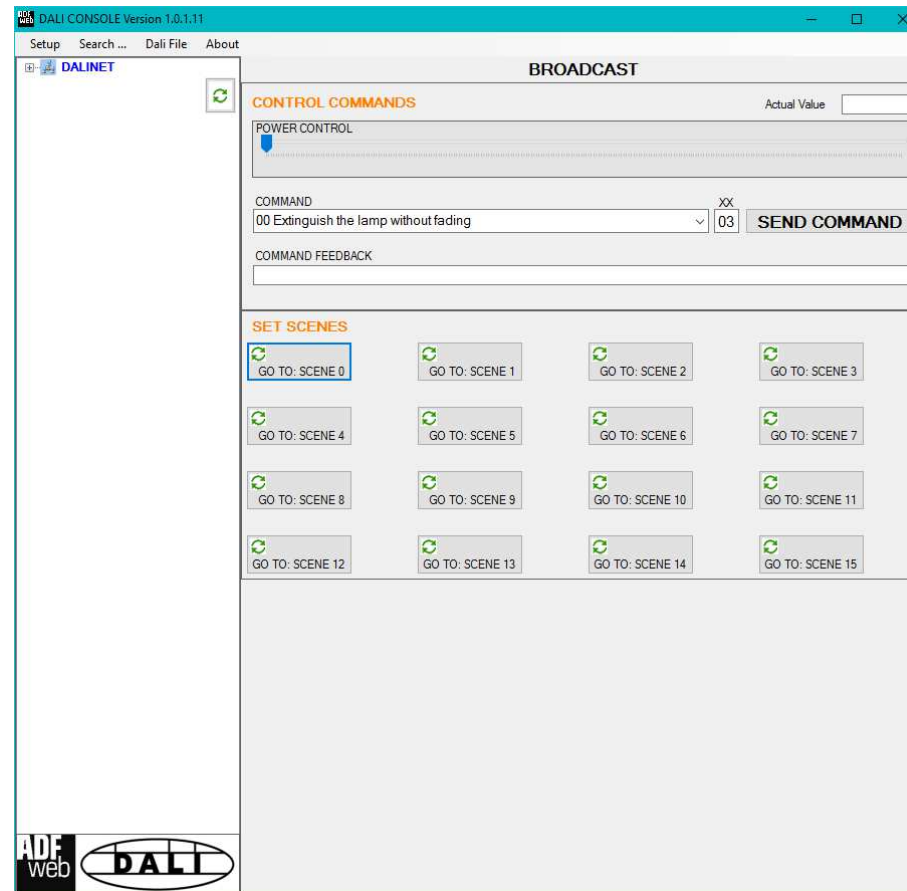 ADF web DALI CONSOLE Version 1.0.1.11
Setup Search ... Dali File About
DALINET
BROADCAST
CONTROL COMMANDS
Actual Value
POWER CONTROL
COMMAND
XX
00 Extinguish the lamp without fading
03
SEND COMMAND
COMMAND FEEDBACK
SET SCENES
GO TO: SCENE 0 GO TO: SCENE 1 GO TO: SCENE 2 GO TO: SCENE 3
GO TO: SCENE 4 GO TO: SCENE 5 GO TO: SCENE 6 GO TO: SCENE 7
GO TO: SCENE 8 GO TO: SCENE 9 GO TO: SCENE 10 GO TO: SCENE 11
GO TO: SCENE 12 GO TO: SCENE 13 GO TO: SCENE 14 GO TO: SCENE 15
ADF
web
DALI